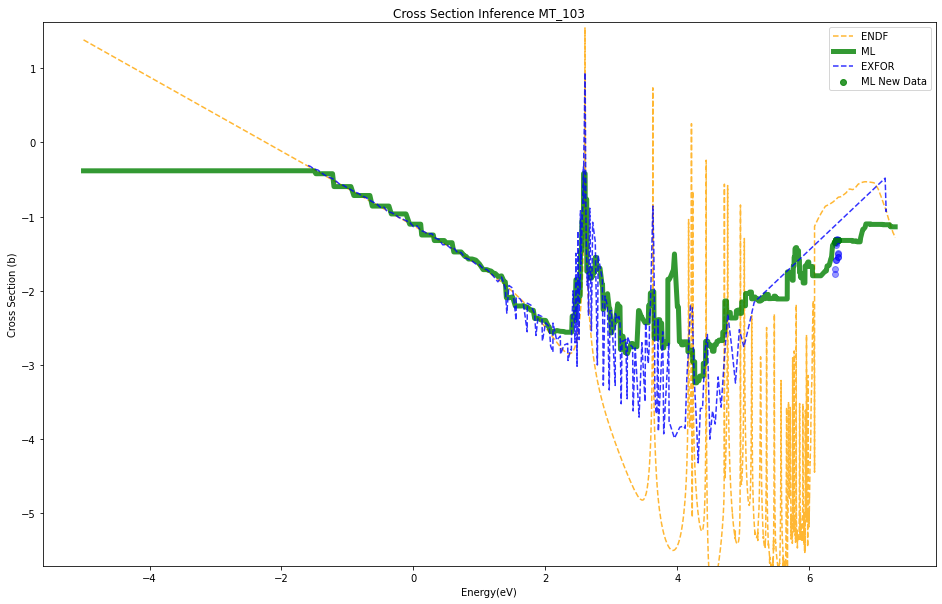 Cross Section Inference MT_103
ENDF
ML
EXFOR
ML New Data
Cross Section (b)
1
0
−1
−2
−3
−4
−5
−4
−2
0
2
4
6
Energy(eV)